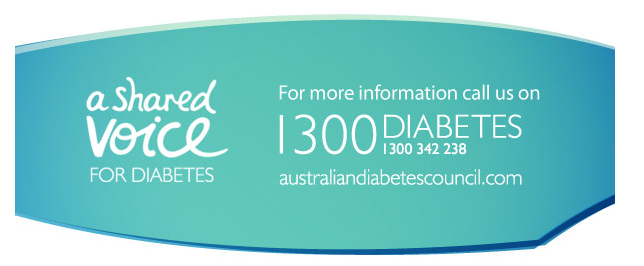 a shared
voice
FOR DIABETES
For more information call us on
1300 DIABETES
1300 342 238
australiandiabetescouncil.com